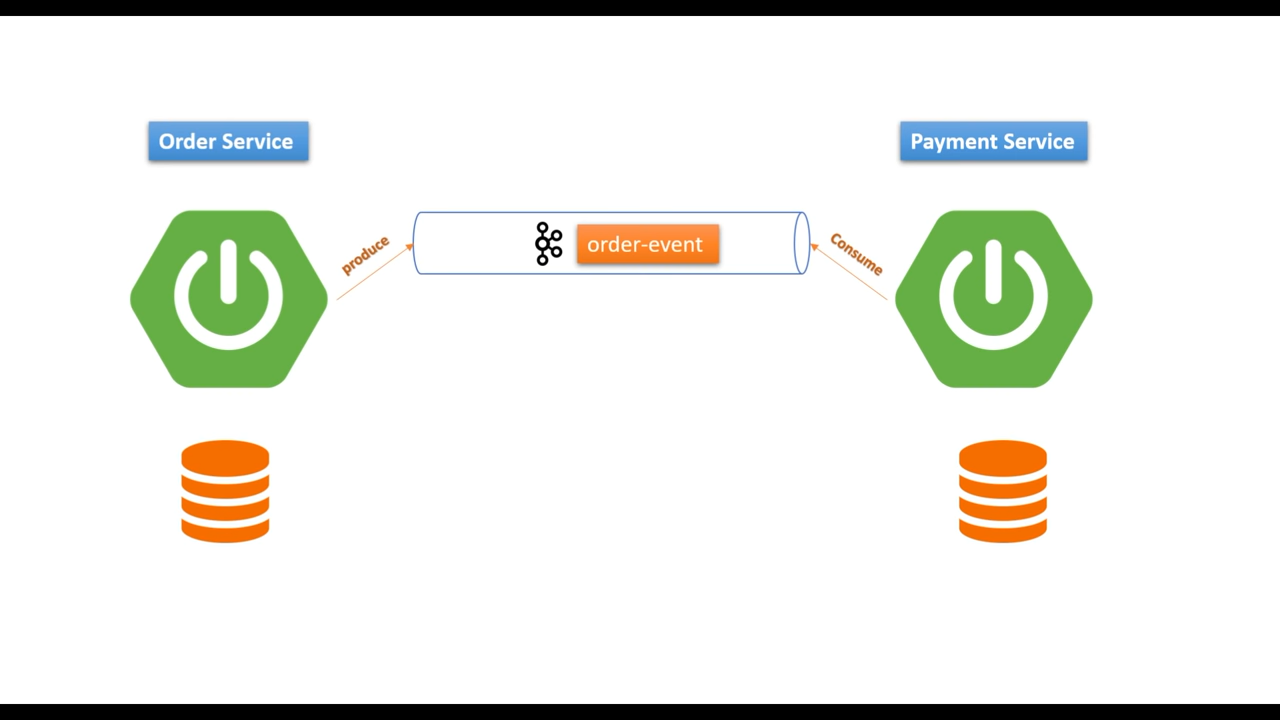 Order Service
Payment Service
produce
order-event
Consume